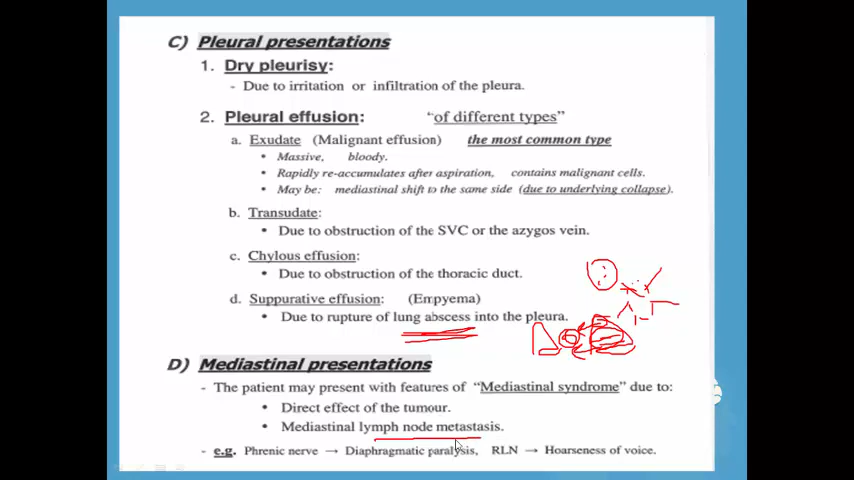 C) Pleural presentations
1. Dry pleurisy:
- Due to irritation or infiltration of the pleura.
2. Pleural effusion: "of different types"
a. Exudate (Malignant effusion) the most common type
• Massive, bloody.
• Rapidly re-accumulates after aspiration, contains malignant cells.
• May be: mediastinal shift to the same side (due to underlying collapse).
b. Transudate:
• Due to obstruction of the SVC or the azygos vein.
c. Chylous effusion:
• Due to obstruction of the thoracic duct.
d. Suppurative effusion: (Empyema)
• Due to rupture of lung abscess into the pleura.
D) Mediastinal presentations
- The patient may present with features of "Mediastinal syndrome" due to:
• Direct effect of the tumour.
• Mediastinal lymph node metastasis.
- e.g. Phrenic nerve → Diaphragmatic paralysis, RLN → Hoarseness of voice.